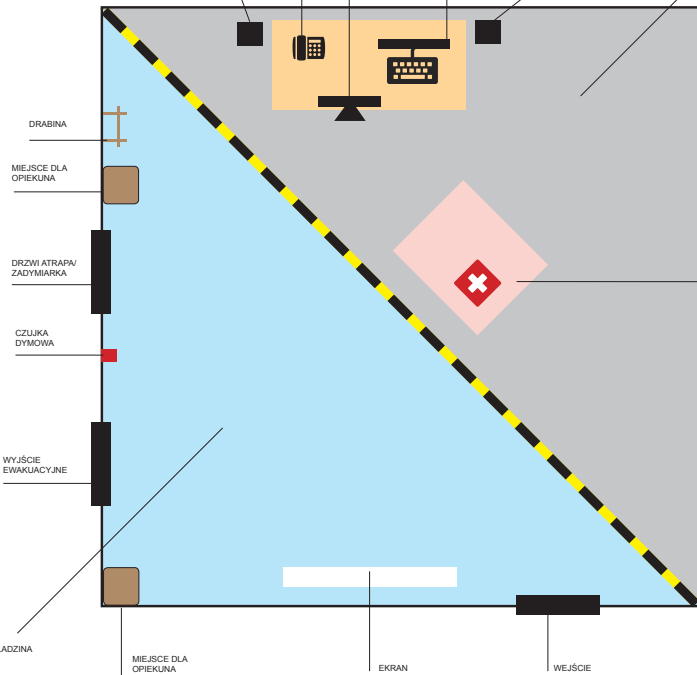 DRABINA
MIEJSCE DLA
OPIEKUNA
DRZWI ATRAPA/
ZADYMIARKA
CZUJKA
DYMOWA
WYJŚCIE
EWAKUACYJNE
MIEJSCE DLA
OPIEKUNA
EKRAN
WEJŚCIE